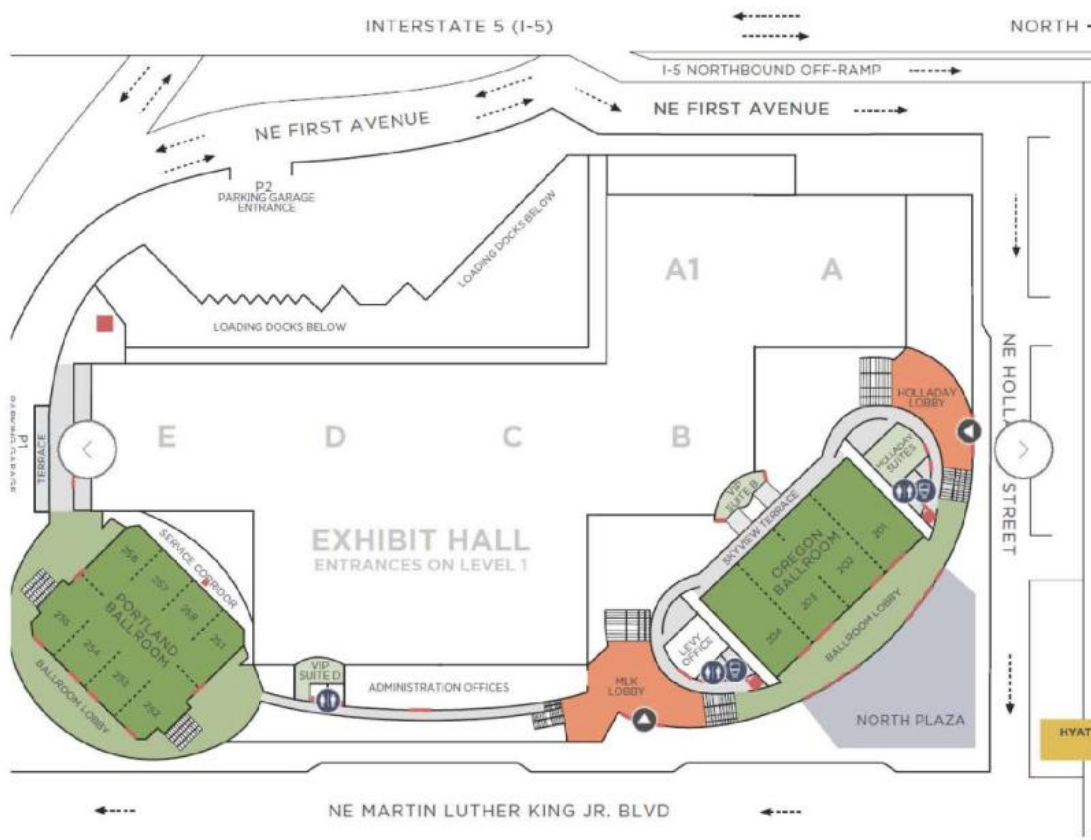 INTERSTATE 5 (I-5)
NORTH
I-5 NORTHBOUND OFF-RAMP
NE FIRST AVENUE
NE FIRST AVENUE
P2
PARKING GARAGE
ENTRANCE
LOADING DOCKS BELOW
LOADING DOCKS BELOW
A1
A
NE HOLLA
STREET
HOLLADAY
LOBBY
P1
PARKING GARAGE
TERRACE
E
D
C
B
HOLLADAY
SUITES
VIP
SUITE B
SKYVIEW TERRACE
EXHIBIT HALL
ENTRANCES ON LEVEL 1
OREGON
BALLROOM
201
202
203
204
BALLROOM LOBBY
SERVICE CORRIDOR
258
257
251
PORTLAND
BALLROOM
254
253
252
BALLROOM LOBBY
LEVY
OFFICE
VIP
SUITE D
ADMINISTRATION OFFICES
MLK
LOBBY
NORTH PLAZA
HYAT
NE MARTIN LUTHER KING JR. BLVD